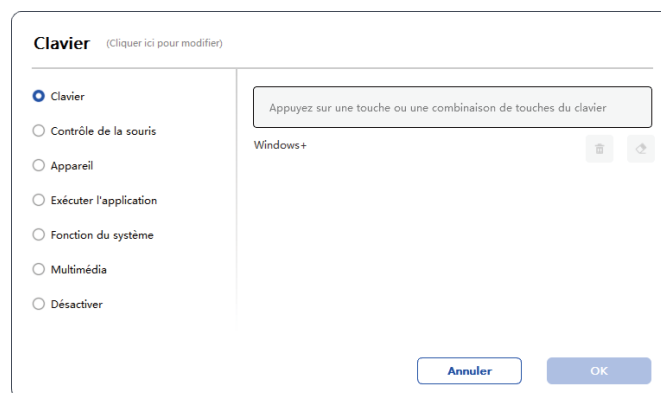 Clavier (Cliquer ici pour modifier)
Clavier
Contrôle de la souris
Appareil
Exécuter l'application
Fonction du système
Multimédia
Désactiver
Appuyez sur une touche ou une combinaison de touches du clavier
Windows+
Annuler
OK